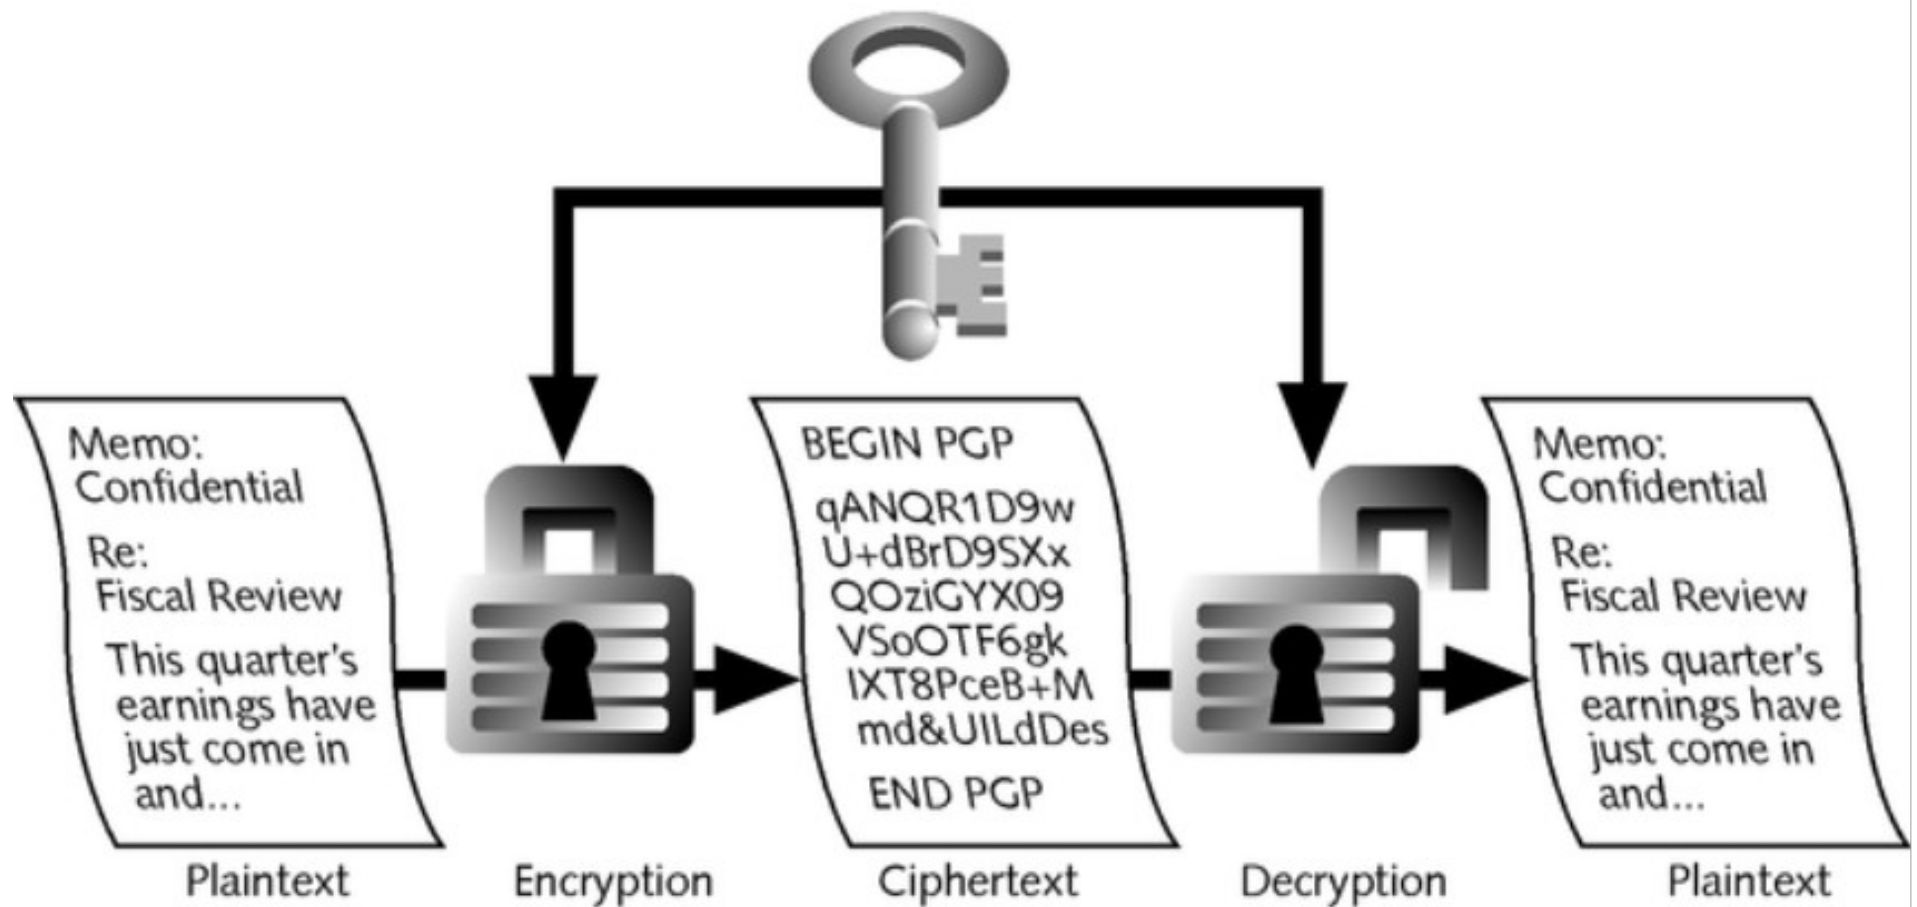 Memo:
Confidential
Re:
Fiscal Review
This quarter's
earnings have
just come in
and...
BEGIN PGP
qANQR1D9w
U+dBrD9SXx
QOziGYX09
VSoOTF6gk
IXT8PceB+M
md&UILdDes
END PGP
Memo:
Confidential
Re:
Fiscal Review
This quarter's
earnings have
just come in
and...
Plaintext
Encryption
Ciphertext
Decryption
Plaintext